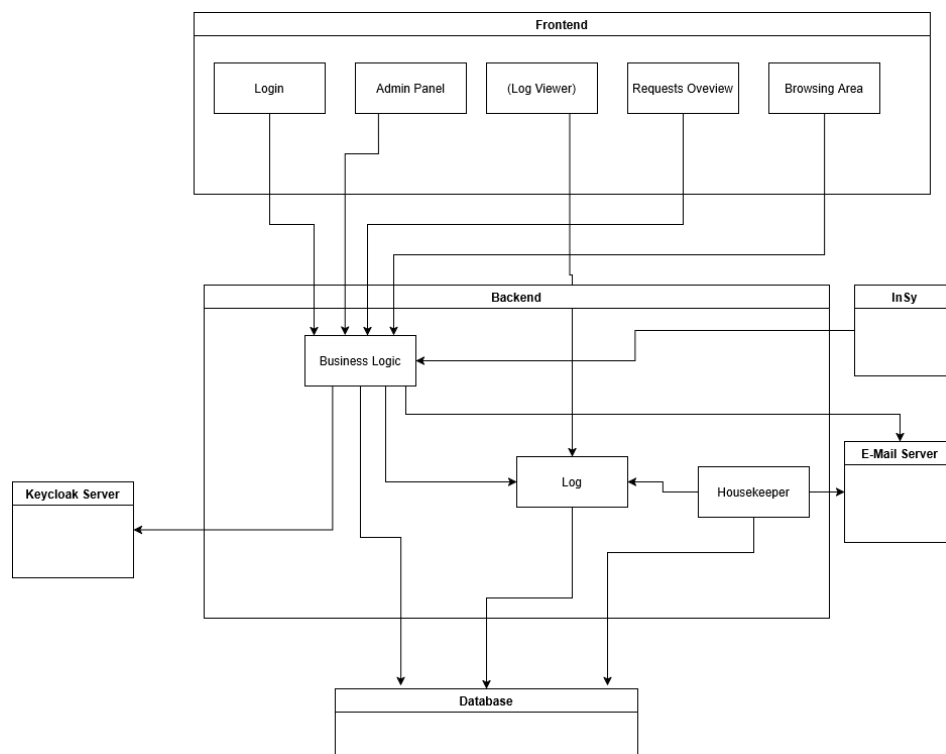 Frontend
Login
Admin Panel
(Log Viewer)
Requests Oveview
Browsing Area
Backend
InSy
Business Logic
E-Mail Server
Log
Housekeeper
Keycloak Server
Database